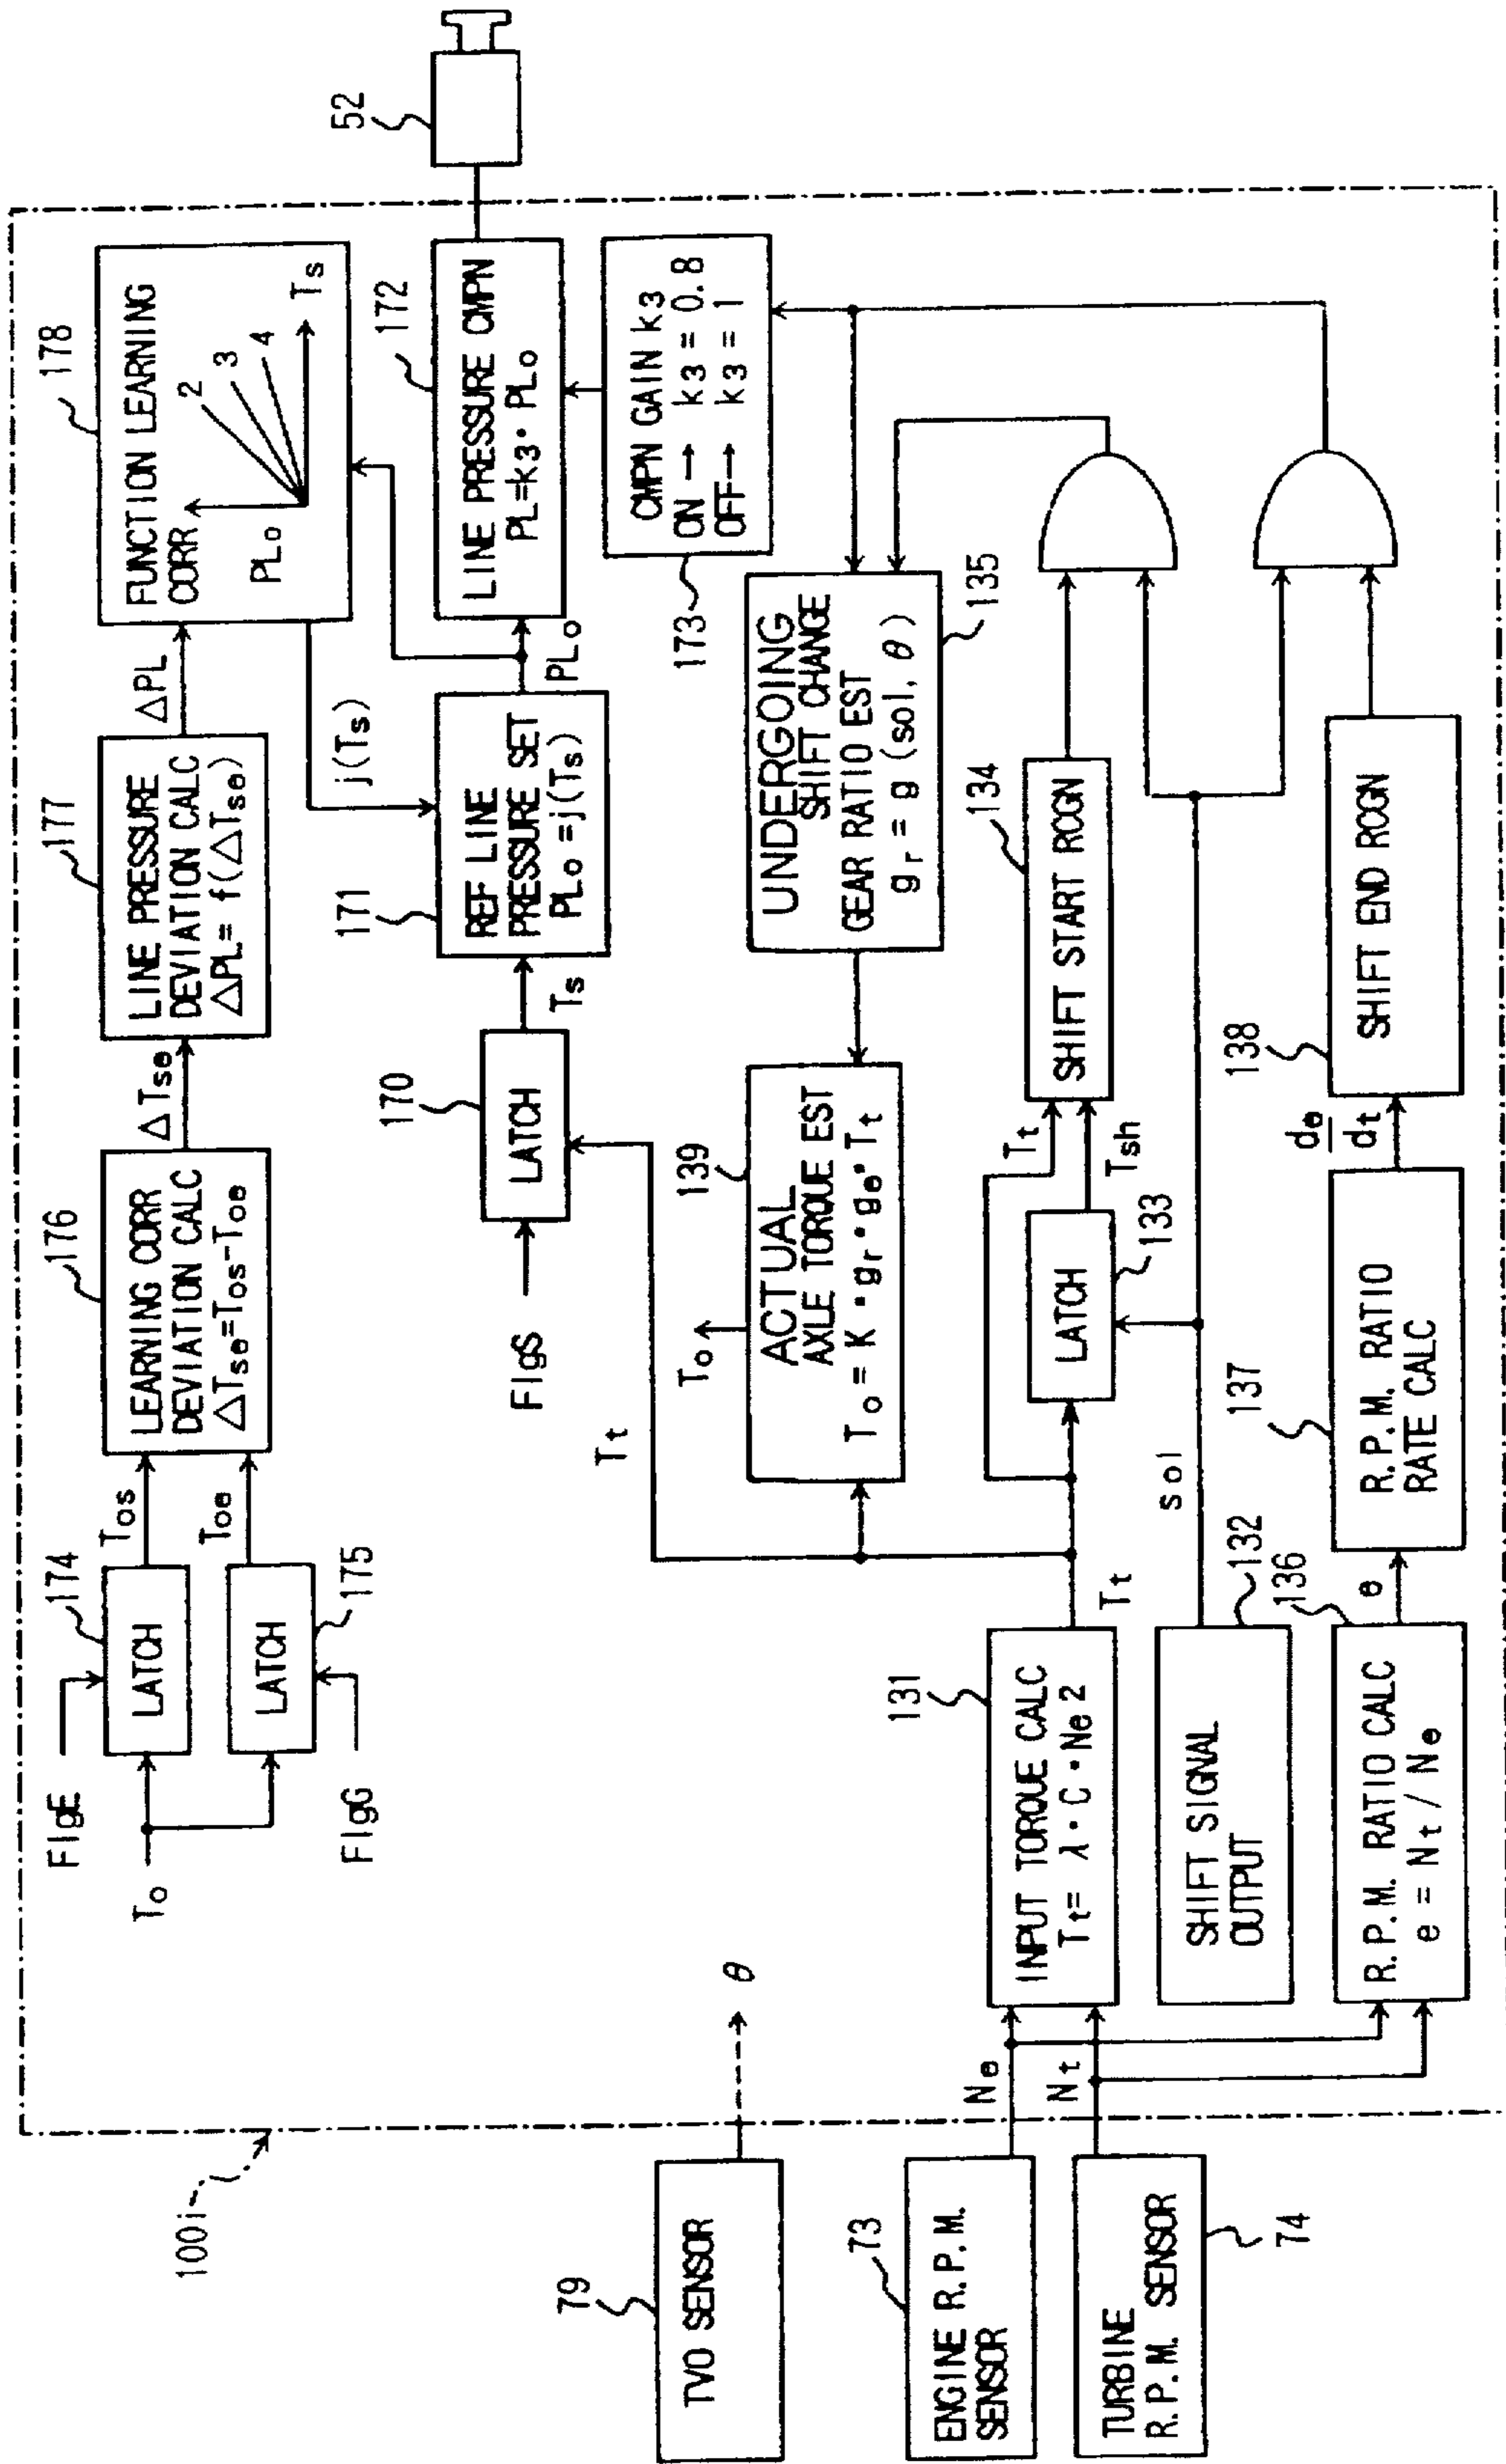 100i
79
TVO SENSOR
θ
73
ENGINE R.P.M.
SENSOR
Ne
TURBINE
R.P.M. SENSOR
74
Nt
FlgE
To
FlgG
174
LATCH
LATCH
175
Tos
Toe
176
LEARNING CORR
DEVIATION CALC
△Tse=Tos-Toe
△Tse
177
LINE PRESSURE
DEVIATION CALC
△PL= f(△Tse)
△PL
178
FUNCTION LEARNING
CORR
PLo
2
3
4
Ts
j(Ts)
FlgS
170
LATCH
Ts
171
REF LINE
PRESSURE SET
PLo =j(Ts)
PLo
172
LINE PRESSURE CMPN
PL=k3・PLo
52
173
CMPN GAIN k3
ON → k3 = 0.8
OFF→ k3 = 1
Tt
To
139
ACTUAL
AXLE TORQUE EST
To = K・gr・ge・Tt
UNDERGOING
SHIFT CHANGE
GEAR RATIO EST
gr = g (sol, θ)
135
131
INPUT TORQUE CALC
Tt= λ・C・Ne2
Tt
LATCH
133
Tt
Tsh
134
SHIFT START RCGN
SHIFT SIGNAL
OUTPUT
132
sol
136
R.P.M. RATIO CALC
e = Nt / Ne
e
137
R.P.M. RATIO
RATE CALC
de
dt
138
SHIFT END RCGN